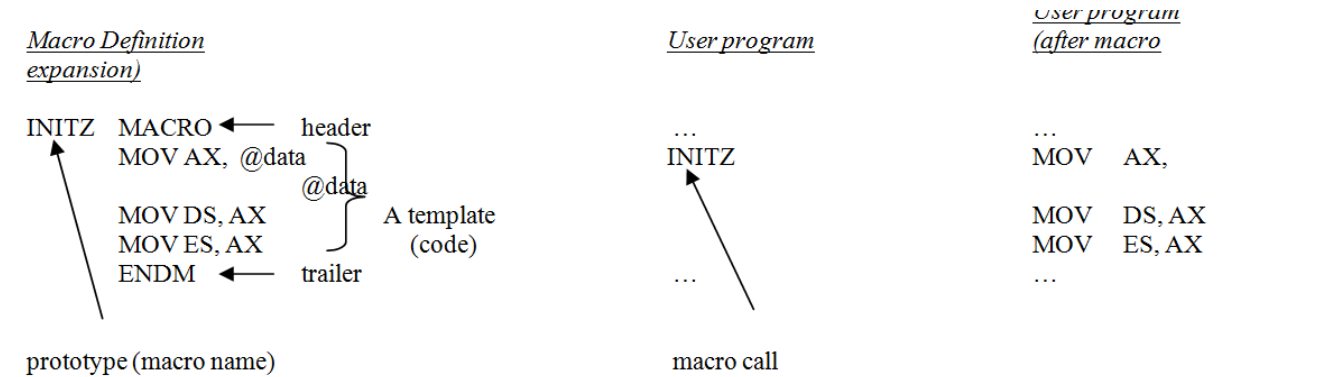 User program
Macro Definition User program (after macro
expansion)
INITZ MACRO header … …
MOV AX, @data INITZ MOV AX,
@data
MOV DS, AX A template MOV DS, AX
MOV ES, AX (code) MOV ES, AX
ENDM trailer … …
prototype (macro name) macro call